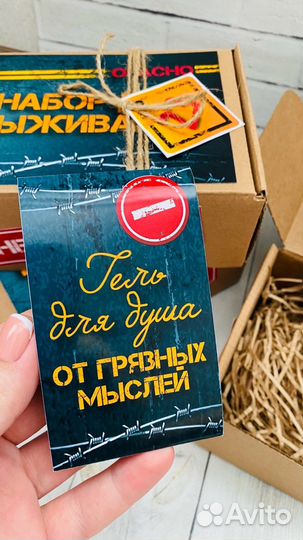 ОПАСНО
НАБОР
ЫЖИВА
Гель
для душа
ОТ ГРЯЗНЫХ
МЫСЛЕЙ
Avito